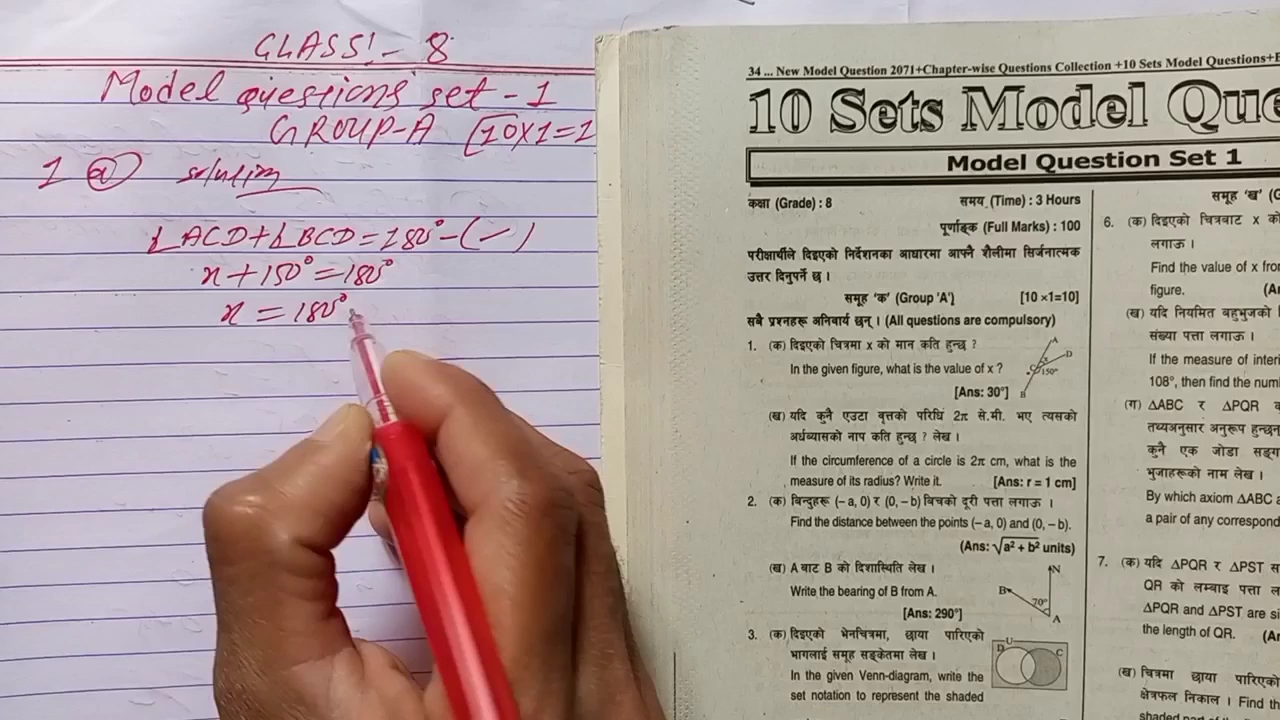 CLASS:- 8
Model questions set - 1
GROUP-A [10×1=1
1 (a) solution
∠ACD+∠BCD=180°-(-)
x+150°=180°
x = 180°
34 ... New Model Question 2071+Chapter-wise Questions Collection +10 Sets Model Questions+E
10 Sets Model Que
Model Question Set 1
कक्षा (Grade) : 8 समय (Time) : 3 Hours
पूर्णाङ्क (Full Marks) : 100
परीक्षार्थीले दिइएको निर्देशनका आधारमा आफ्नै शैलीमा सिर्जनात्मक
उत्तर दिनुपर्ने छ ।
समूह 'क' (Group 'A') [10 ×1=10]
सबै प्रश्नहरू अनिवार्य छन् । (All questions are compulsory)
1. (क) दिइएको चित्रमा x को मान कति हुन्छ ?
In the given figure, what is the value of x ?
[Ans: 30°]
A
D
x
C
150°
B
(ख) यदि कुनै एउटा वृत्तको परिधि 2π से.मी. भए त्यसको
अर्धव्यासको नाप कति हुन्छ ? लेख ।
If the circumference of a circle is 2π cm, what is the
measure of its radius? Write it. [Ans: r = 1 cm]
2. (क) बिन्दुहरू (– a, 0) र (0, – b) बिचको दूरी पत्ता लगाऊ ।
Find the distance between the points (– a, 0) and (0, – b).
(Ans: √a² + b² units)
(ख) A बाट B को दिशास्थिति लेख ।
Write the bearing of B from A.
[Ans: 290°]
N
B
70°
A
3. (क) दिइएको भेनचित्रमा, छाया पारिएको
भागलाई समूह सङ्केतमा लेख ।
In the given Venn-diagram, write the
set notation to represent the shaded
U
D
C
समूह 'ख' (G
6. (क) दिइएको चित्रबाट x को
लगाऊ ।
Find the value of x from
figure. (An
(ख) यदि नियमित बहुभुजको
संख्या पत्ता लगाऊ ।
If the measure of interi
108°, then find the num
(ग) ΔABC र ΔPQR
तथ्यअनुसार अनुरूप हुन्छन
कुनै एक जोडा सङ्ग
भुजाहरूको नाम लेख ।
By which axiom ΔABC a
a pair of any correspond
7. (क) यदि ΔPQR र ΔPST स
QR को लम्बाइ पत्ता ल
ΔPQR and ΔPST are si
the length of QR. (An
(ख) चित्रमा छाया पारिएको
क्षेत्रफल निकाल । Find th